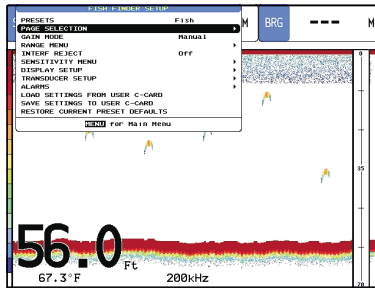 FISH FINDER SETUP
PRESETS Fish
PAGE SELECTION
GAIN MODE Manual
RANGE MENU
INTERF REJECT Off
SENSITIVITY MENU
DISPLAY SETUP
TRANSDUCER SETUP
ALARMS
LOAD SETTINGS FROM USER C-CARD
SAVE SETTINGS TO USER C-CARD
RESTORE CURRENT PRESET DEFAULTS
MENU for Main Menu
M BRG --- M
0
35
70
56.0 Ft
67.3°F 200kHz